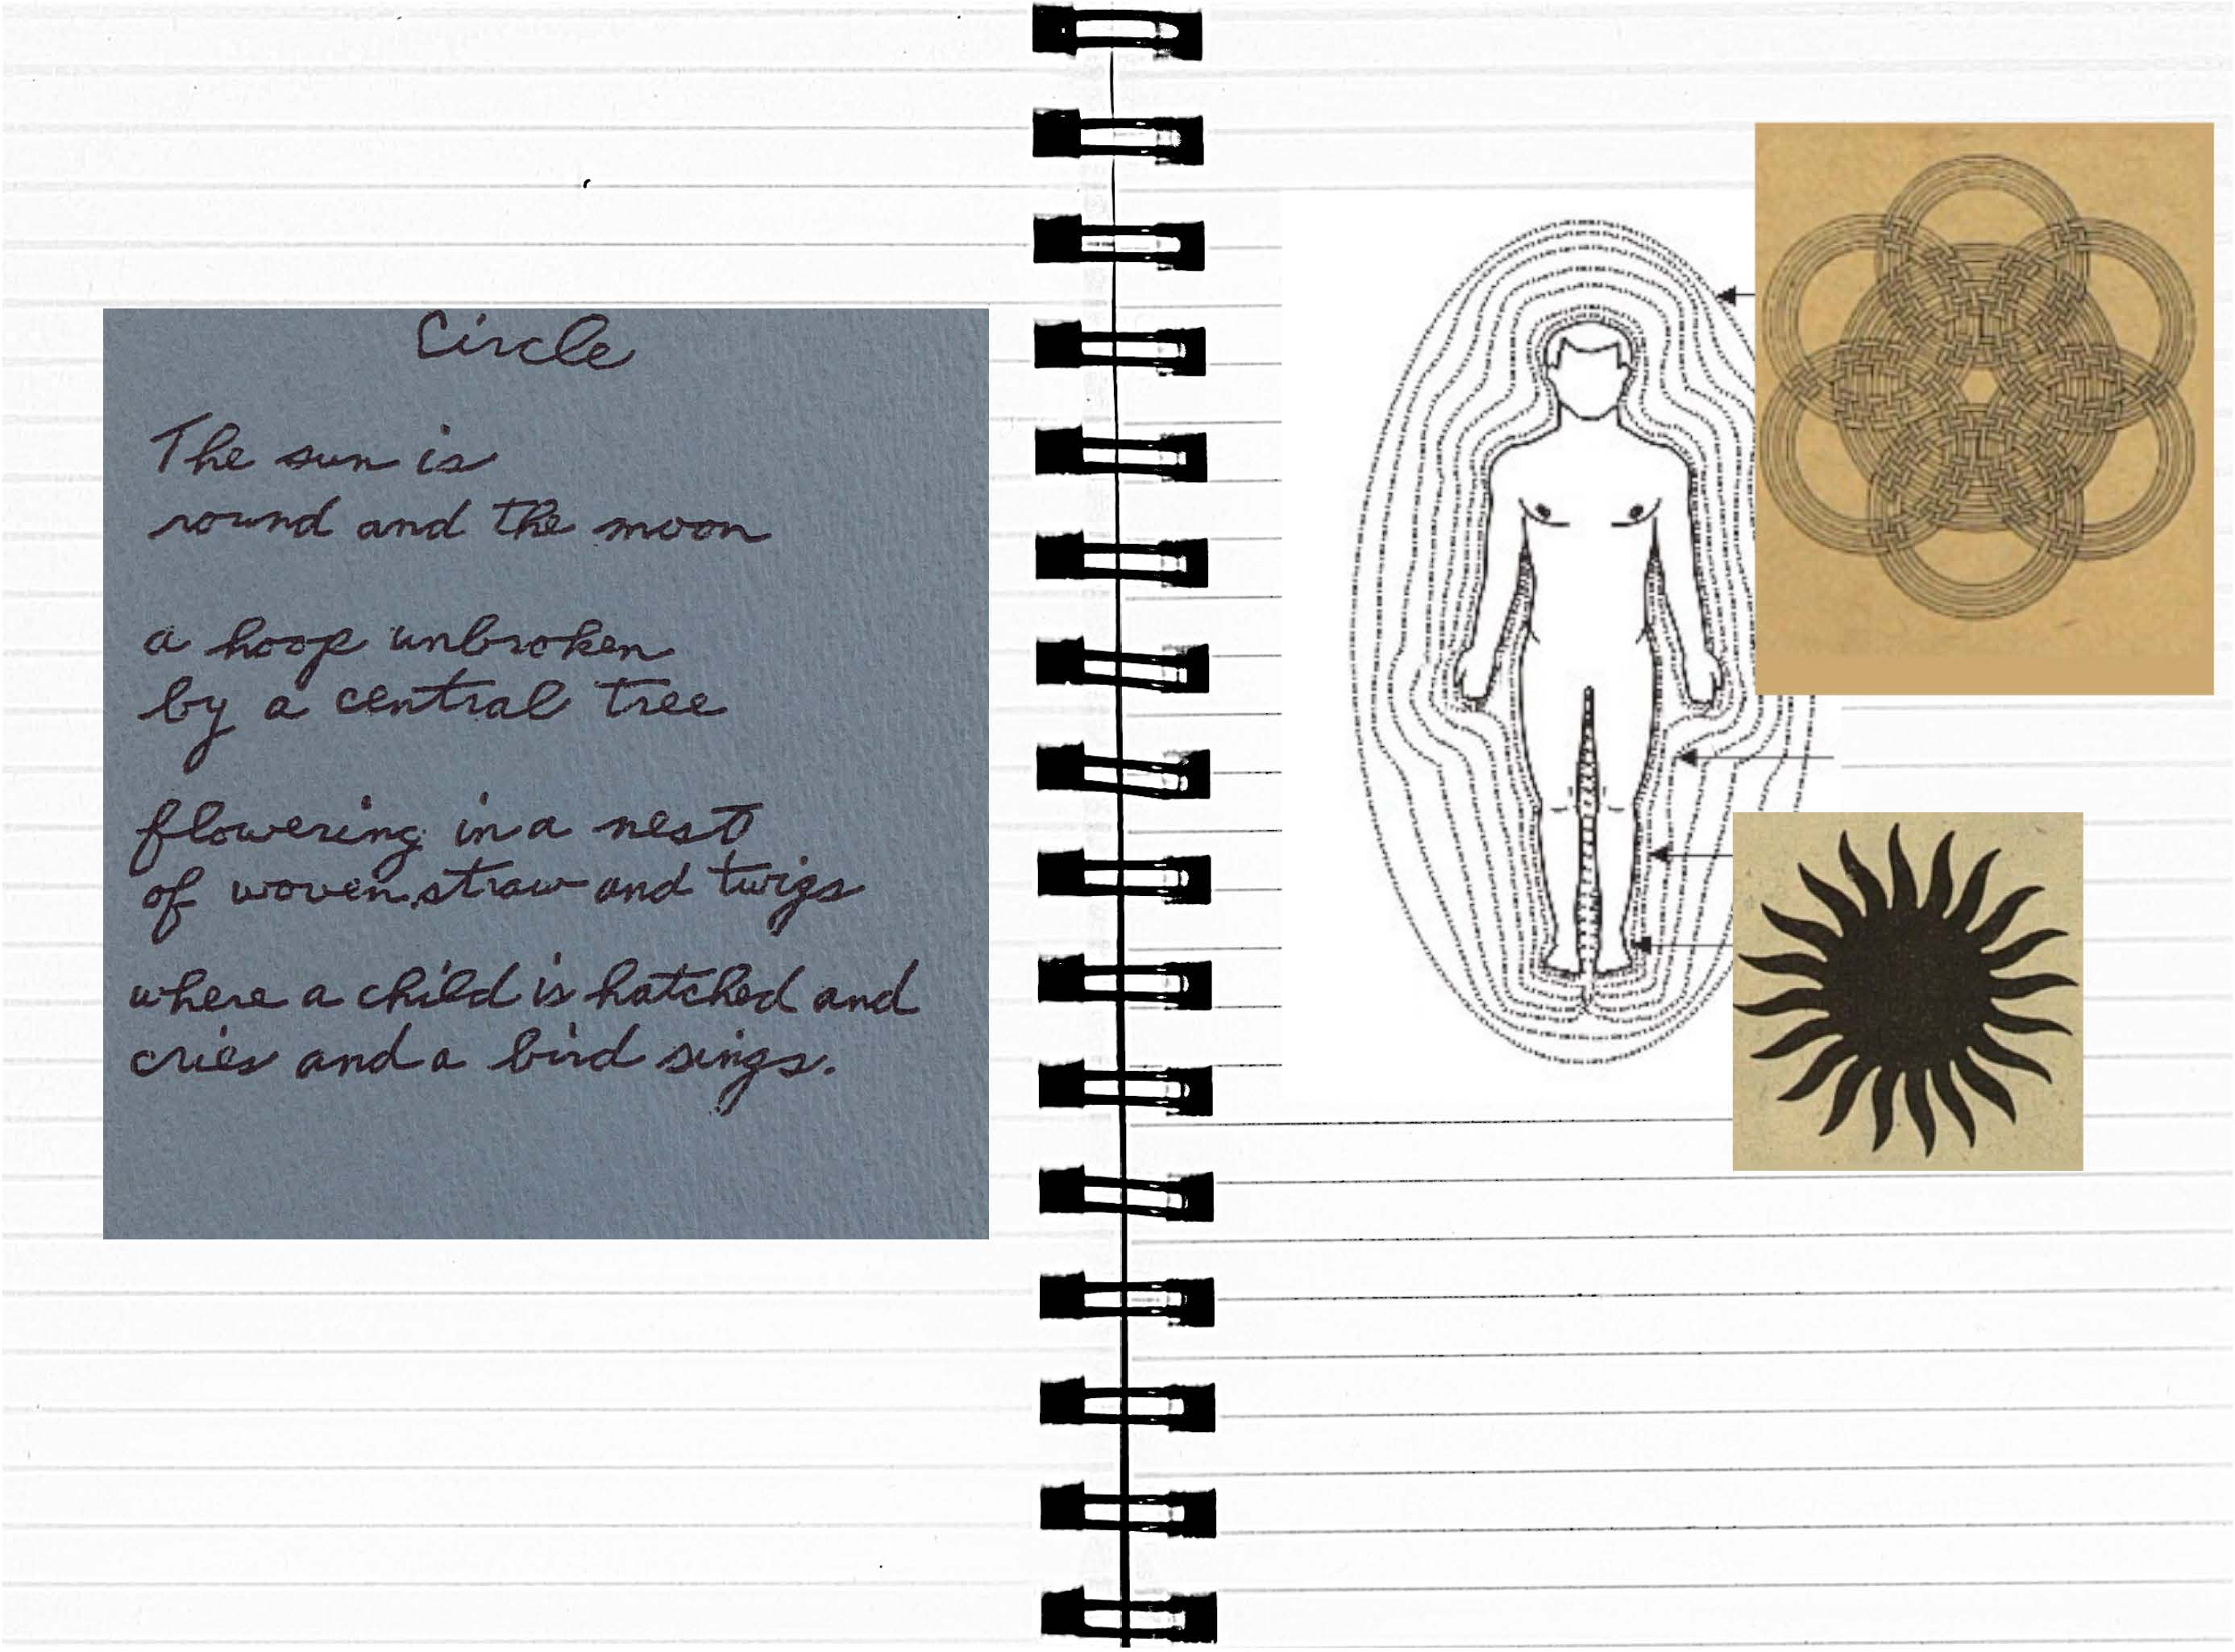 Circle
The sun is
round and the moon
a hoop unbroken
by a central tree
flowering in a nest
of woven straw and twigs
where a child is hatched and
cries and a bird sings.